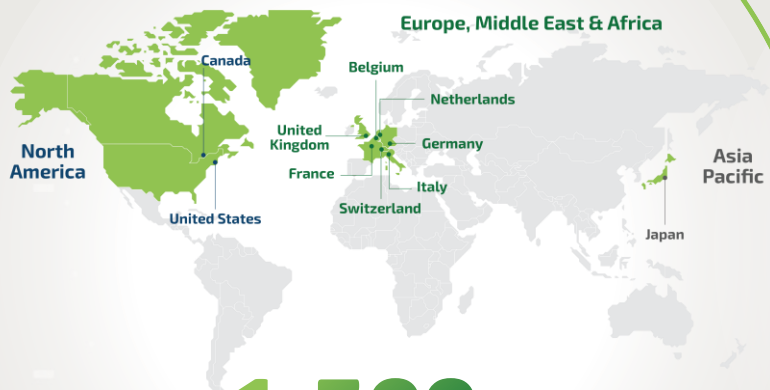 Europe, Middle East & Africa
Canada
Belgium
Netherlands
United
Kingdom
Germany
North
America
France
Italy
Asia
Pacific
Switzerland
United States
Japan